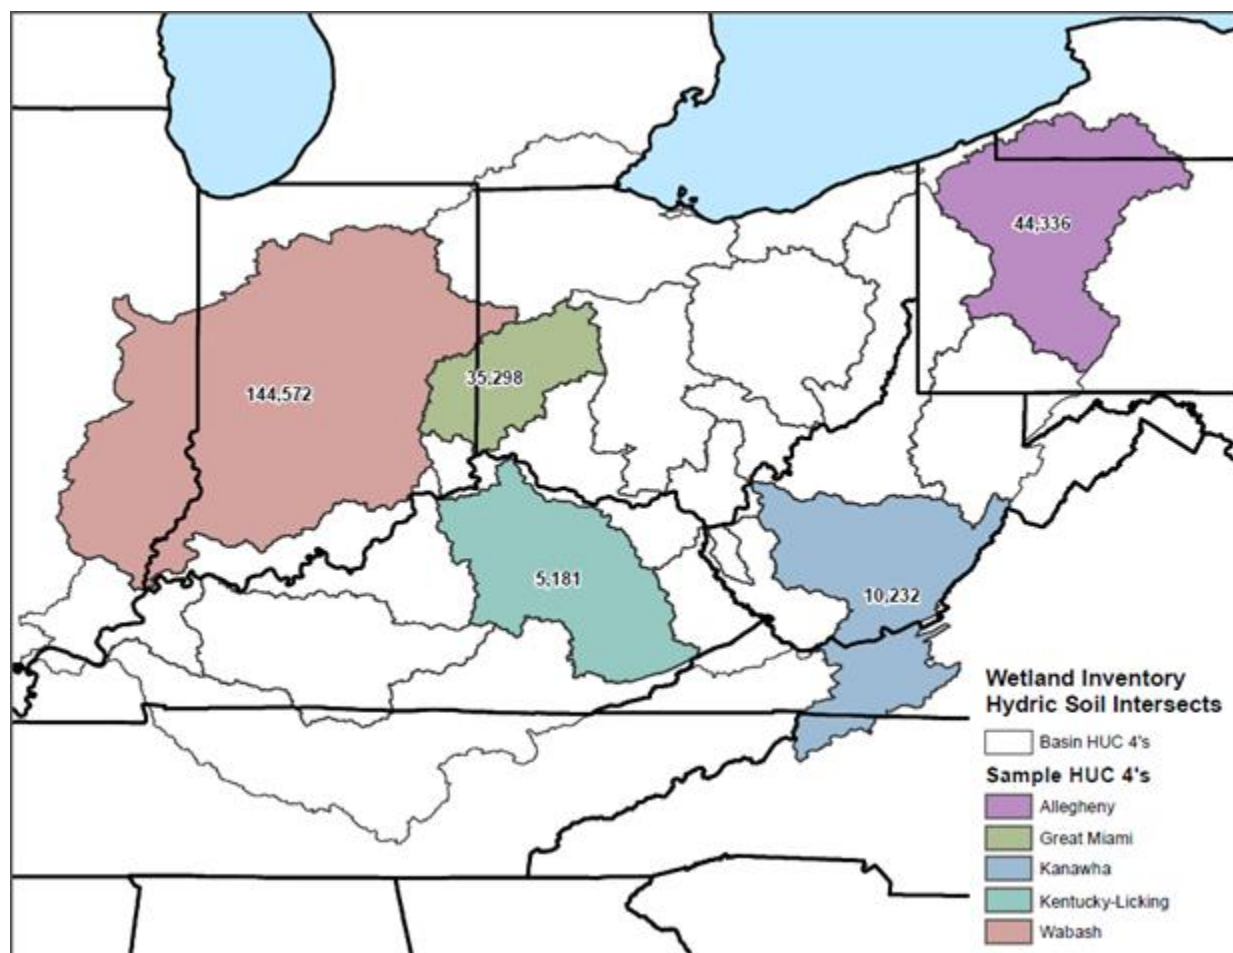 44,336
35,298
144,572
5,181
10,232
Wetland Inventory
Hydric Soil Intersects
Basin HUC 4's
Sample HUC 4's
Allegheny
Great Miami
Kanawha
Kentucky-Licking
Wabash